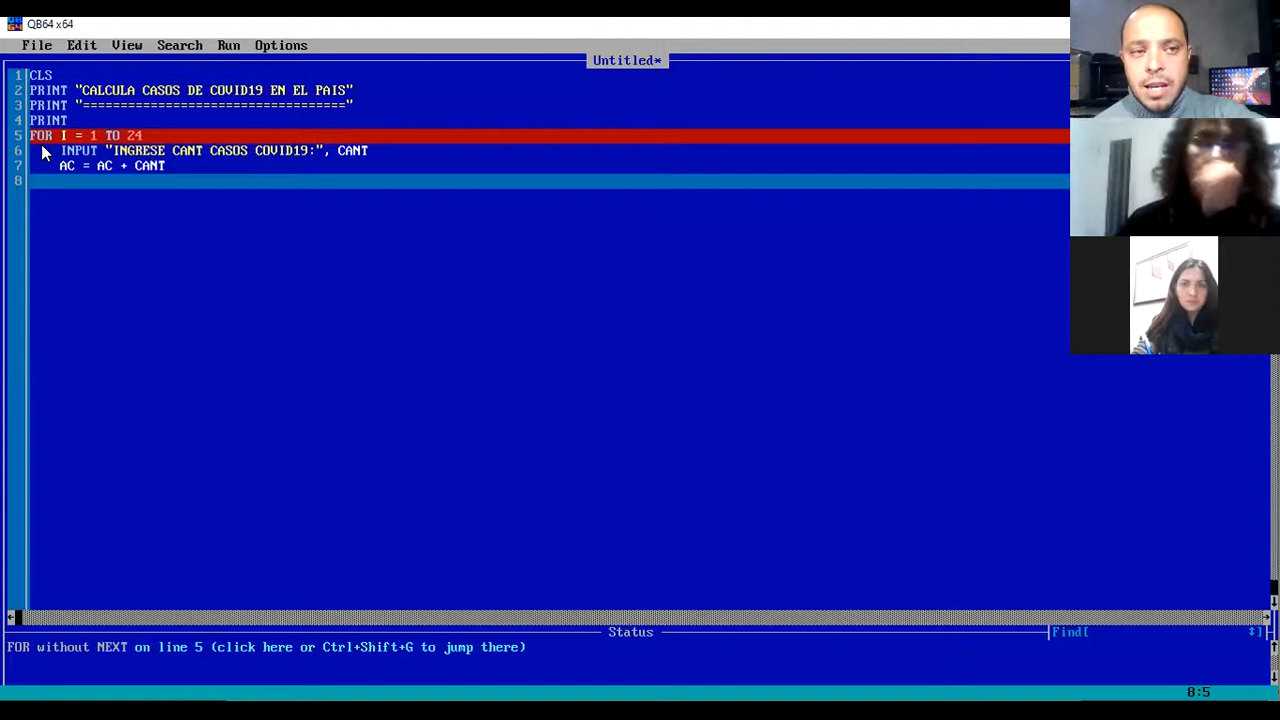 QB64 x64
File Edit View Search Run Options
Untitled*
1 CLS
2 PRINT "CALCULA CASOS DE COVID19 EN EL PAIS"
3 PRINT "==================================="
4 PRINT
5 FOR I = 1 TO 24
6 INPUT "INGRESE CANT CASOS COVID19:", CANT
7 AC = AC + CANT
8
Status
Find[
FOR without NEXT on line 5 (click here or Ctrl+Shift+G to jump there)
8:5